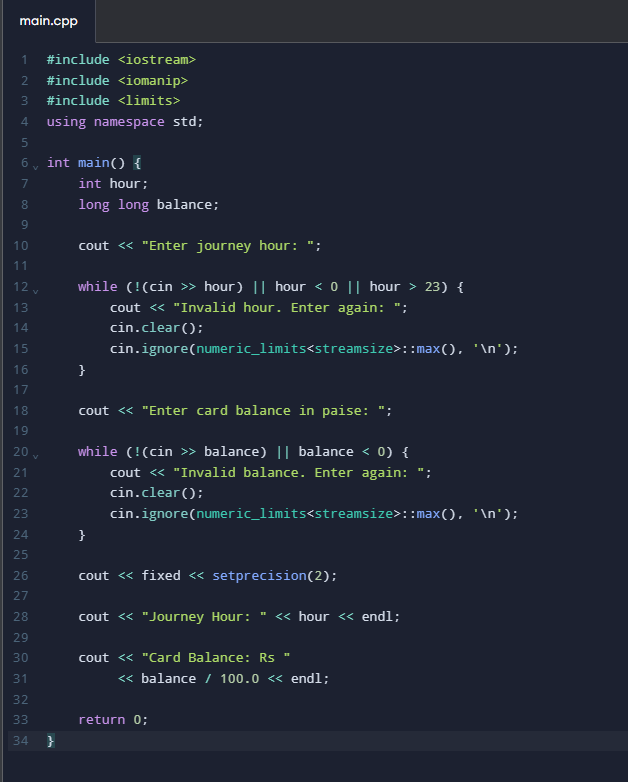 main.cpp
1 #include <iostream>
2 #include <iomanip>
3 #include <limits>
4 using namespace std;
5
6 int main() {
7     int hour;
8     long long balance;
9
10     cout << "Enter journey hour: ";
11
12     while (!(cin >> hour) || hour < 0 || hour > 23) {
13         cout << "Invalid hour. Enter again: ";
14         cin.clear();
15         cin.ignore(numeric_limits<streamsize>::max(), '\n');
16     }
17
18     cout << "Enter card balance in paise: ";
19
20     while (!(cin >> balance) || balance < 0) {
21         cout << "Invalid balance. Enter again: ";
22         cin.clear();
23         cin.ignore(numeric_limits<streamsize>::max(), '\n');
24     }
25
26     cout << fixed << setprecision(2);
27
28     cout << "Journey Hour: " << hour << endl;
29
30     cout << "Card Balance: Rs "
31          << balance / 100.0 << endl;
32
33     return 0;
34 }